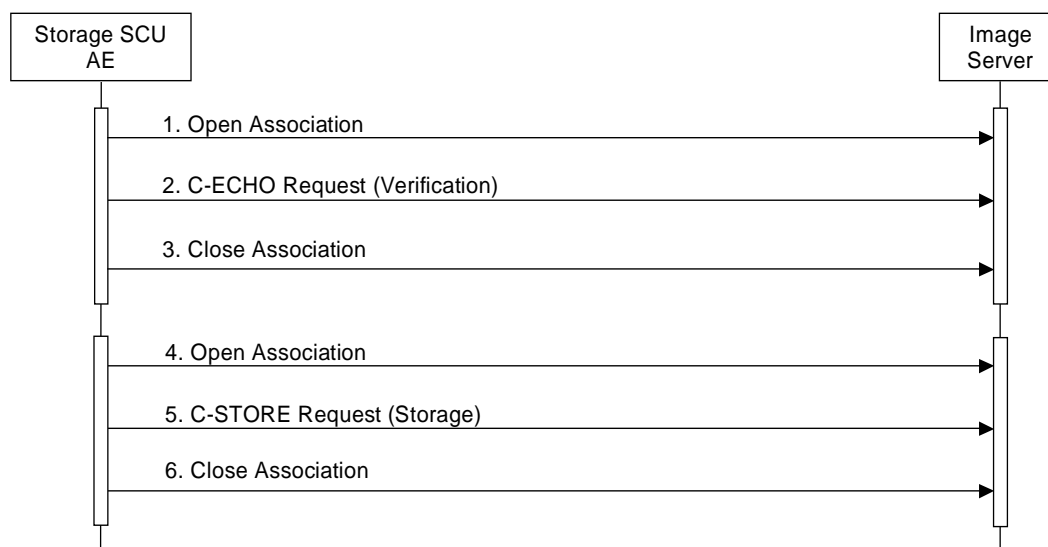 Storage SCU
AE
Image
Server
1. Open Association
2. C-ECHO Request (Verification)
3. Close Association
4. Open Association
5. C-STORE Request (Storage)
6. Close Association